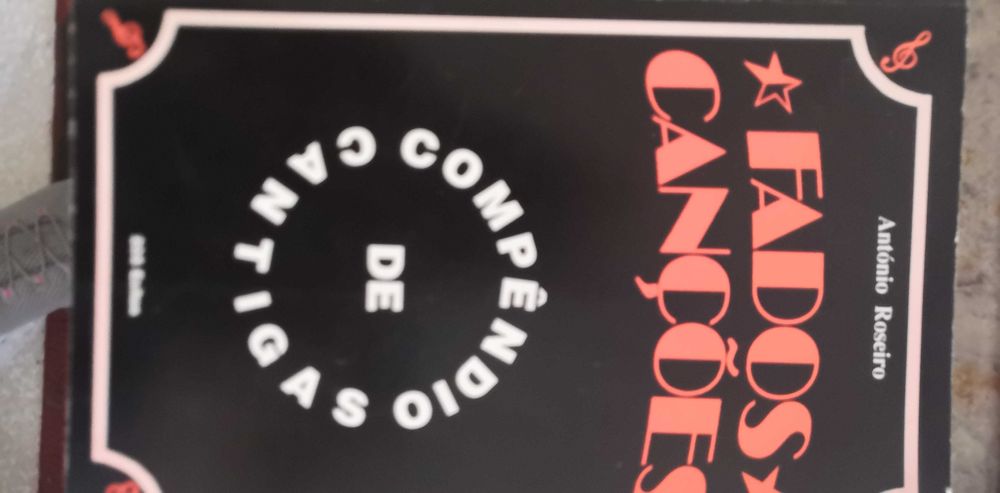 António Roseiro
FADOS
CANÇÕES
COMPÊNDIO
DE
CANTIGAS